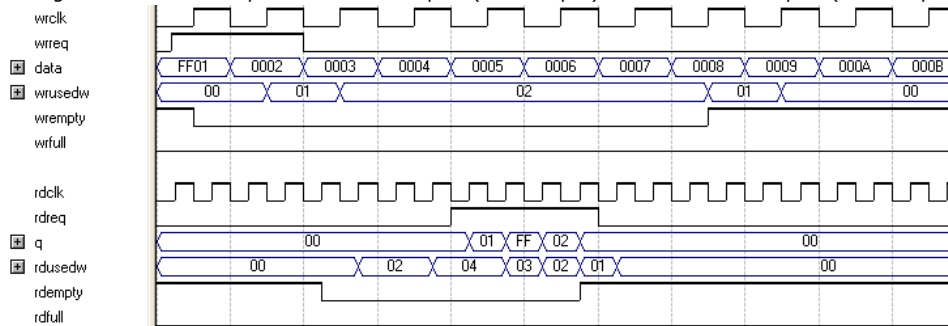 wrclk
wrreq
data FF01 0002 0003 0004 0005 0006 0007 0008 0009 000A 000B
wrusedw 00 01 02 01 00
wrempty
wrfull
rdclk
rdreq
q 00 01 FF 02 00
rdusedw 00 02 04 03 02 01 00
rdempty
rdfull